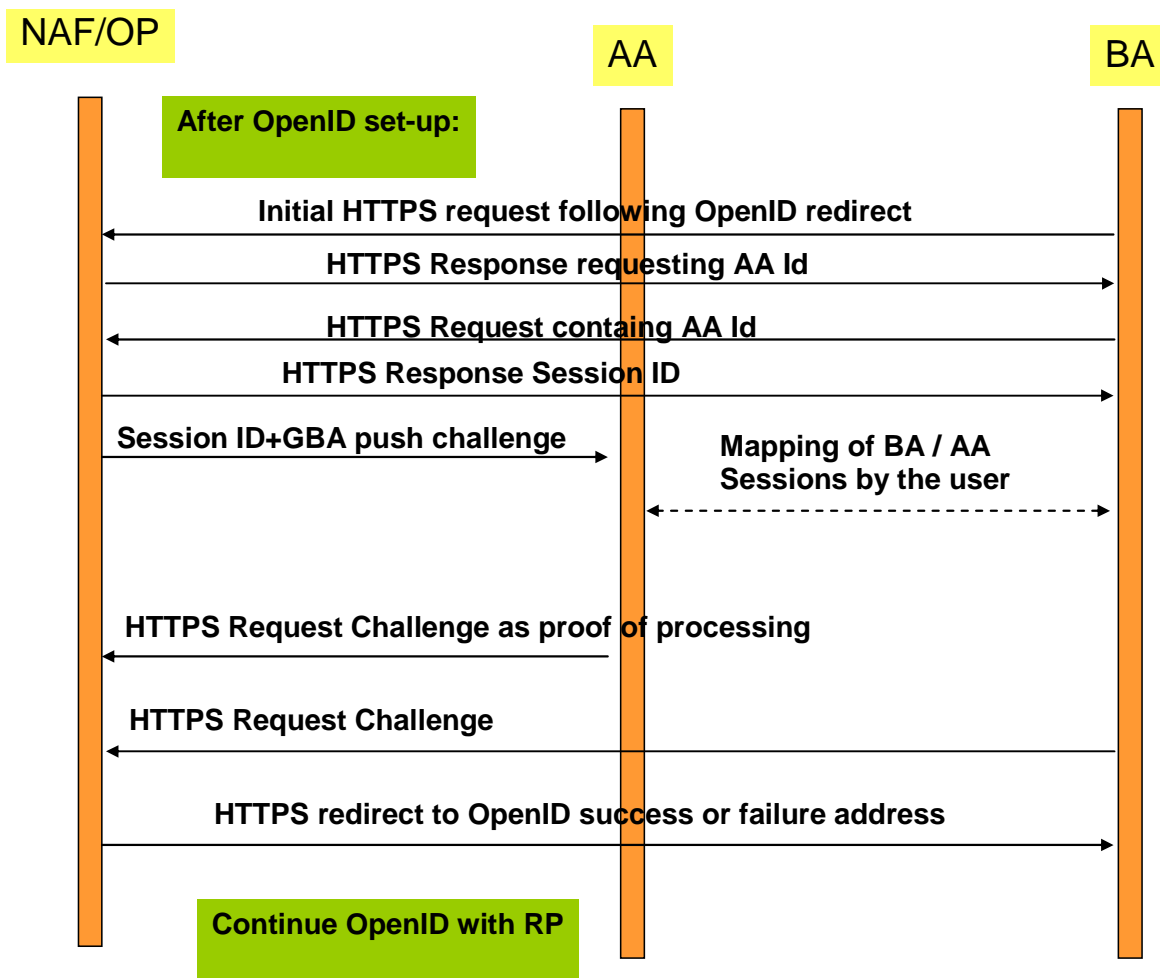 NAF/OP
AA
BA
After OpenID set-up:
Initial HTTPS request following OpenID redirect
HTTPS Response requesting AA Id
HTTPS Request containg AA Id
HTTPS Response Session ID
Session ID+GBA push challenge
Mapping of BA / AA
Sessions by the user
HTTPS Request Challenge as proof of processing
HTTPS Request Challenge
HTTPS redirect to OpenID success or failure address
Continue OpenID with RP